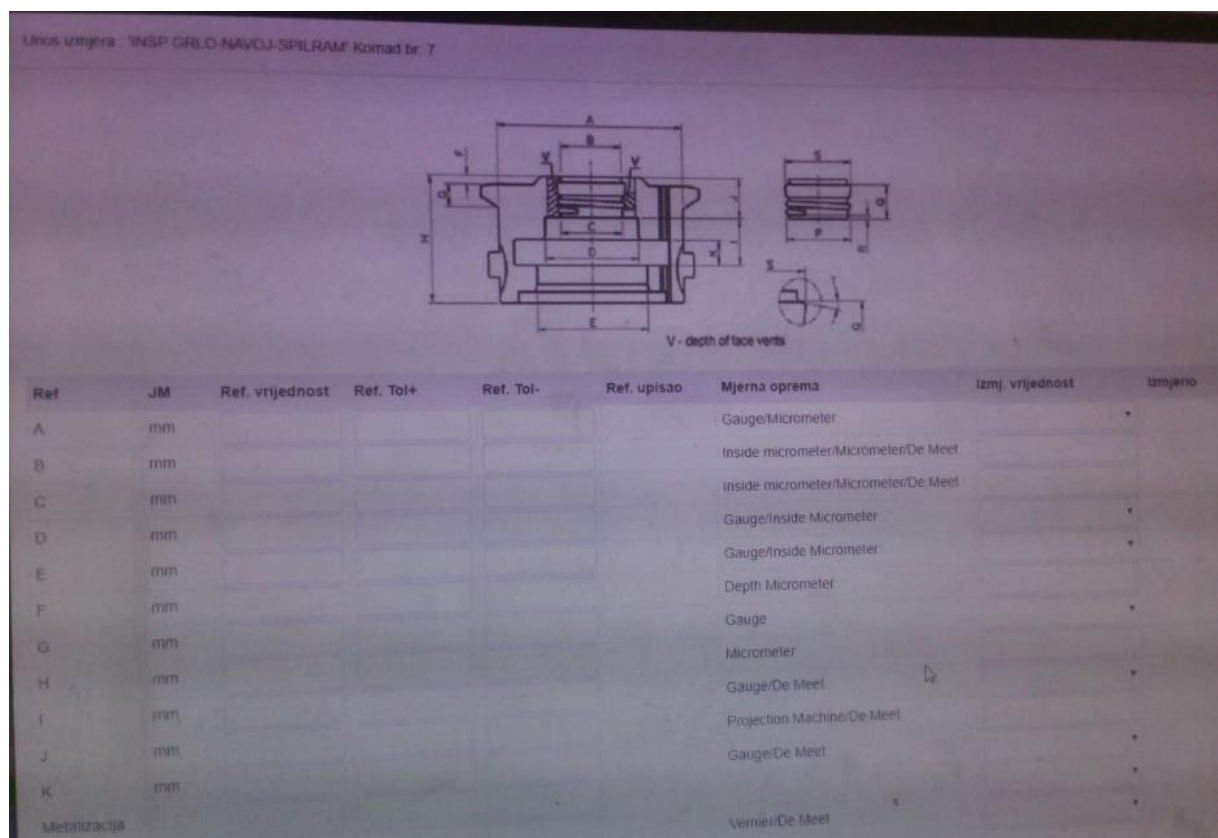 Unos izmjera : 'INSP GRLO-NAVOJ-SPILRAM' Komad br: 7
A
B
V V
F
G
H
C
D
E
J
I
K
S
Q
P
R
S
Q
V - depth of face vents
Ref JM Ref. vrijednost Ref. Tol+ Ref. Tol- Ref. upisao Mjerna oprema Izmj. vrijednost Izmjerio
A mm Gauge/Micrometer
B mm Inside micrometer/Micrometer/De Meet
C mm Inside micrometer/Micrometer/De Meet
D mm Gauge/Inside Micrometer
E mm Gauge/Inside Micrometer
F mm Depth Micrometer
G mm Gauge
H mm Micrometer
I mm Gauge/De Meet
J mm Projection Machine/De Meet
K mm Gauge/De Meet
Metalizacija Vernier/De Meet